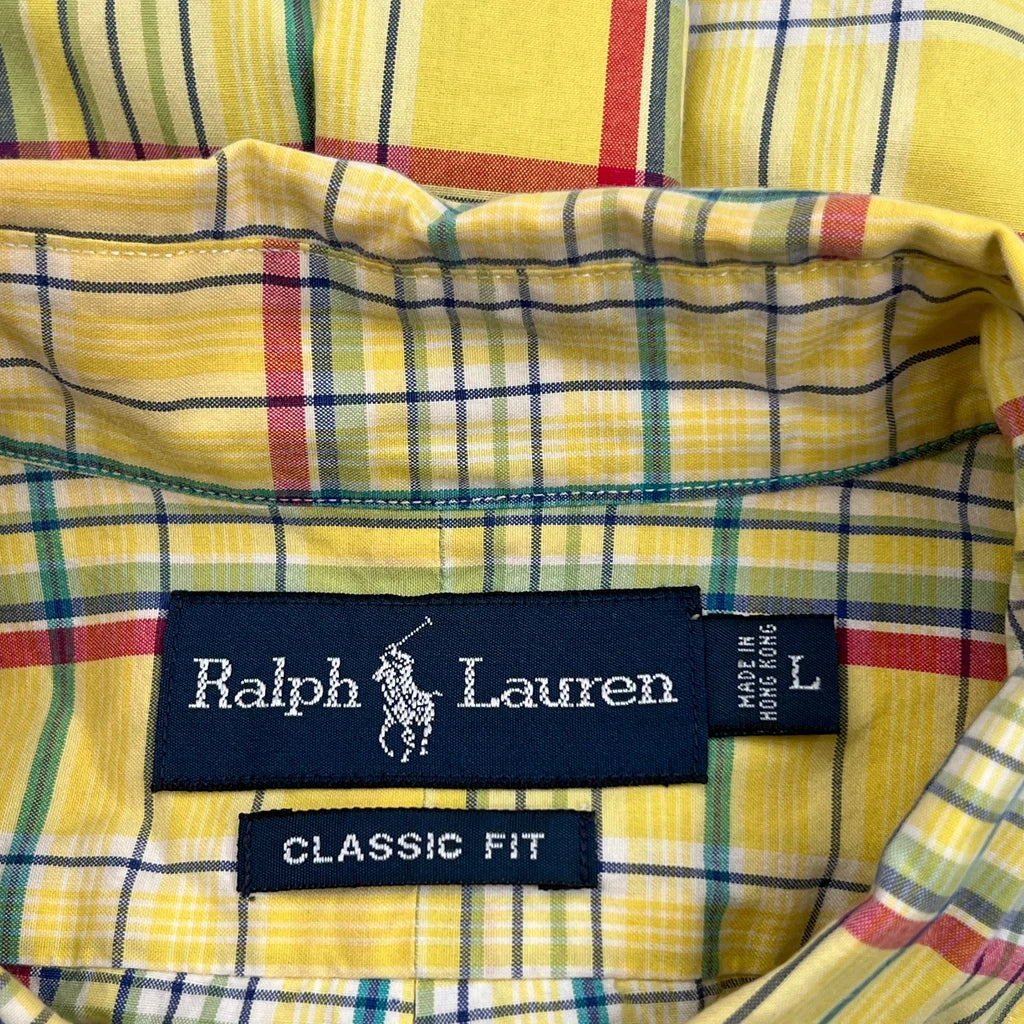 Ralph Lauren
MADE IN
HONG KONG
L
CLASSIC FIT